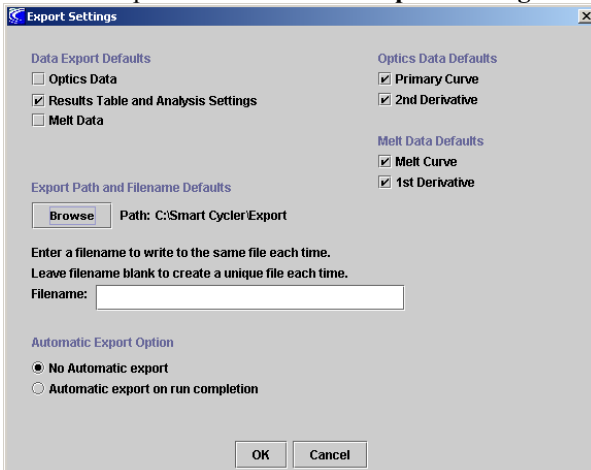 Export Settings
Data Export Defaults
Optics Data
Results Table and Analysis Settings
Melt Data
Optics Data Defaults
Primary Curve
2nd Derivative
Melt Data Defaults
Melt Curve
1st Derivative
Export Path and Filename Defaults
Browse Path: C:\Smart Cycler\Export
Enter a filename to write to the same file each time.
Leave filename blank to create a unique file each time.
Filename:
Automatic Export Option
No Automatic export
Automatic export on run completion
OK Cancel